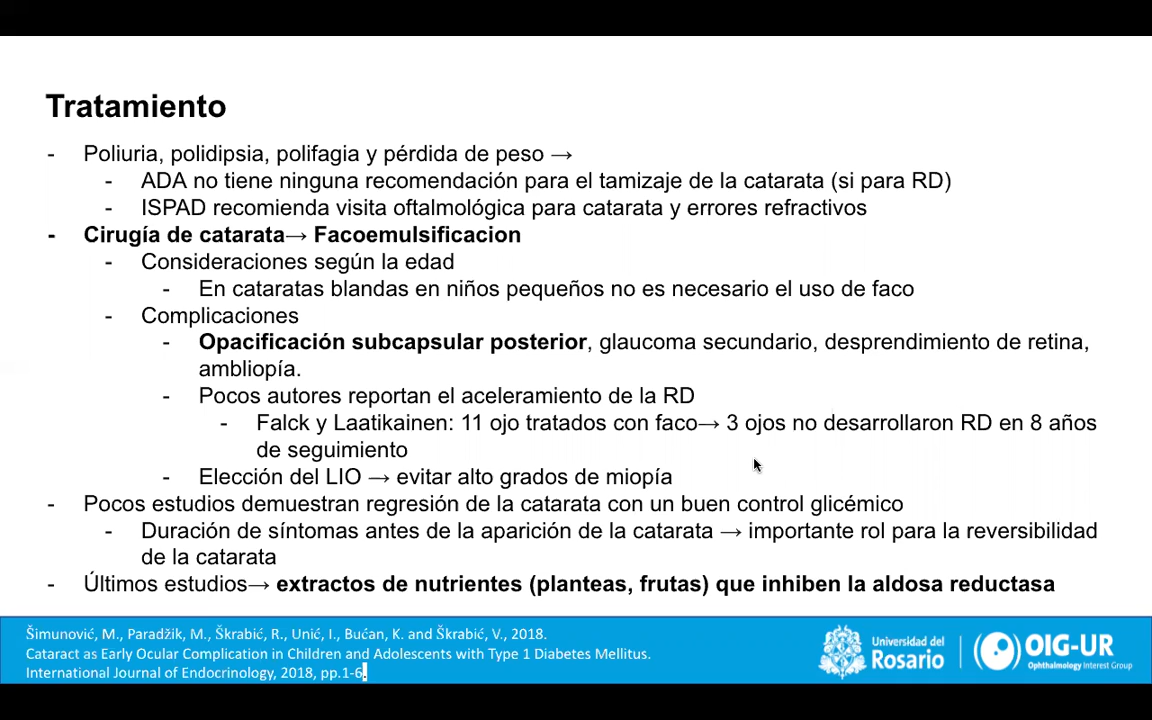 Tratamiento
- Poliuria, polidipsia, polifagia y pérdida de peso →
- ADA no tiene ninguna recomendación para el tamizaje de la catarata (si para RD)
- ISPAD recomienda visita oftalmológica para catarata y errores refractivos
- Cirugía de catarata→ Facoemulsificacion
- Consideraciones según la edad
- En cataratas blandas en niños pequeños no es necesario el uso de faco
- Complicaciones
- Opacificación subcapsular posterior, glaucoma secundario, desprendimiento de retina,
ambliopía.
- Pocos autores reportan el aceleramiento de la RD
- Falck y Laatikainen: 11 ojo tratados con faco→ 3 ojos no desarrollaron RD en 8 años
de seguimiento
- Elección del LIO → evitar alto grados de miopía
- Pocos estudios demuestran regresión de la catarata con un buen control glicémico
- Duración de síntomas antes de la aparición de la catarata → importante rol para la reversibilidad
de la catarata
- Últimos estudios→ extractos de nutrientes (planteas, frutas) que inhiben la aldosa reductasa
Šimunović, M., Paradžik, M., Škrabić, R., Unić, I., Bućan, K. and Škrabić, V., 2018.
Cataract as Early Ocular Complication in Children and Adolescents with Type 1 Diabetes Mellitus.
International Journal of Endocrinology, 2018, pp.1-6.
Universidad del
Rosario
OIG-UR
Ophthalmology Interest Group